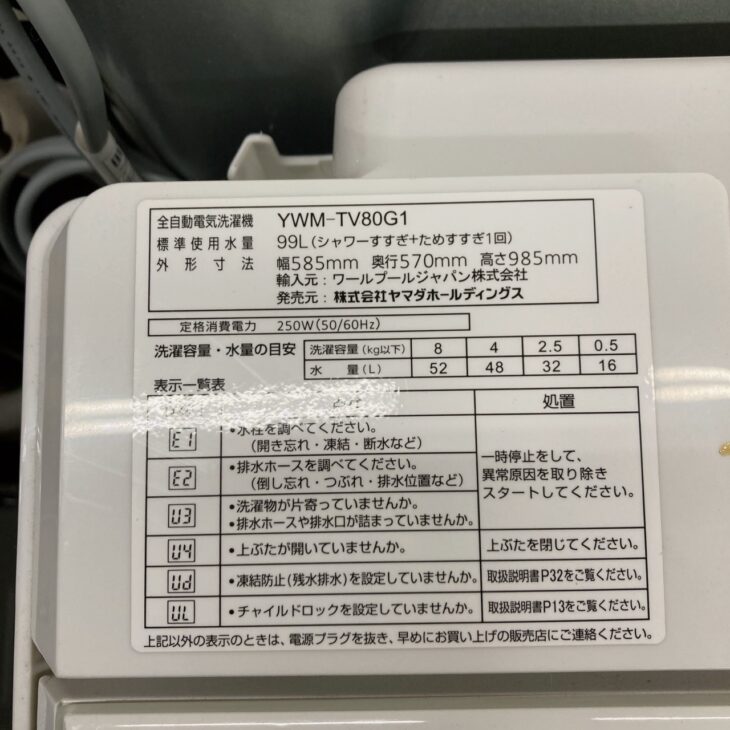 全自動電気洗濯機 YWM-TV80G1
標準使用水量 99L(シャワーすすぎ+ためすすぎ1回)
外形寸法 幅585mm 奥行570mm 高さ985mm
輸入元：ワールプールジャパン株式会社
発売元：株式会社ヤマダホールディングス
定格消費電力 250W(50/60Hz)
洗濯容量・水量の目安 洗濯容量(kg以下) 8 4 2.5 0.5
水量(L) 52 48 32 16
表示一覧表
処置
E1 •水栓を調べてください。
(開き忘れ・凍結・断水など)
E2 •排水ホースを調べてください。
(倒し忘れ・つぶれ・排水位置など)
U3 •洗濯物が片寄っていませんか。
•排水ホースや排水口が詰まっていませんか。
一時停止をして、
異常原因を取り除き
スタートしてください。
U4 •上ぶたが開いていませんか。 上ぶたを閉じてください。
Ud •凍結防止(残水排水)を設定していませんか。 取扱説明書P32をご覧ください。
UL •チャイルドロックを設定していませんか。 取扱説明書P13をご覧ください。
上記以外の表示のときは、電源プラグを抜き、早めにお買い上げの販売店にご連絡ください。